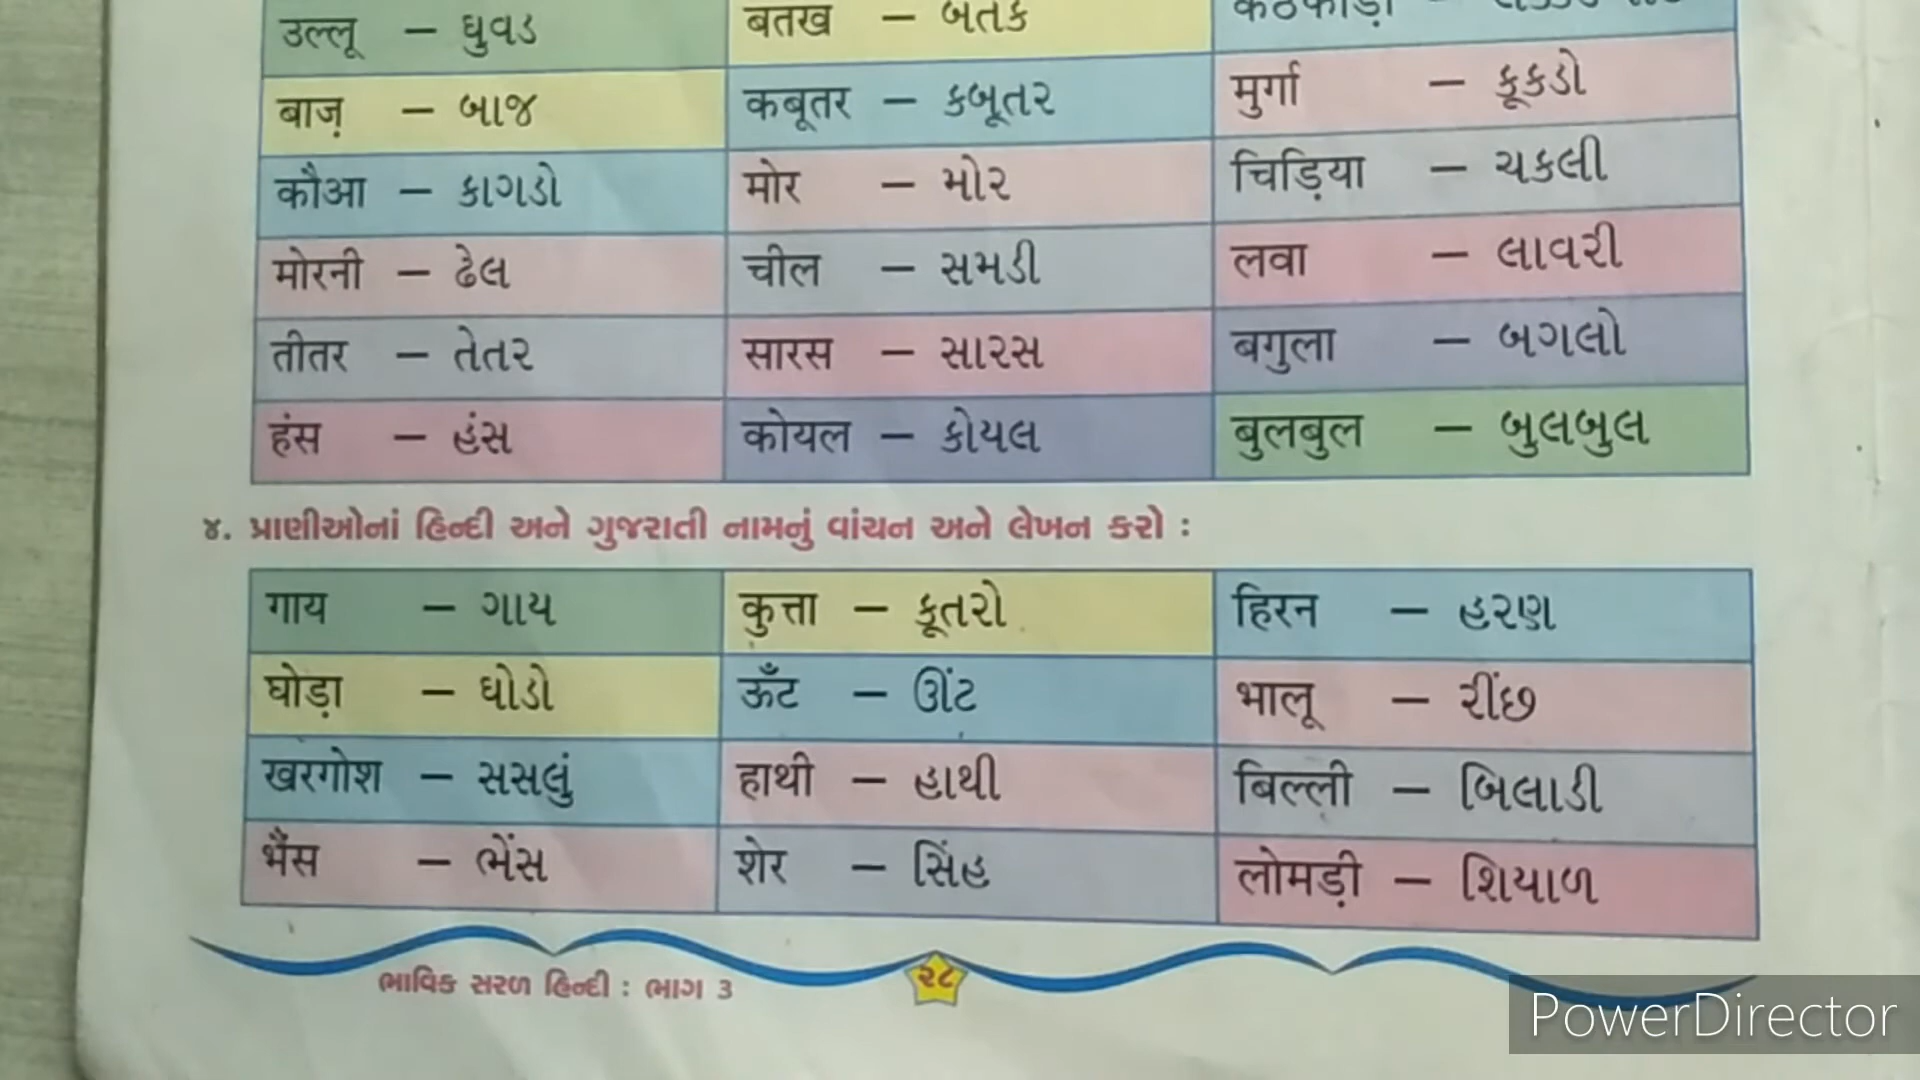 उल्लू – ઘુવડ बतख – બતક
बाज़ – બાજ कबूतर – કબૂતર मुर्गा – કૂકડો
कौआ – કાગડો मोर – મોર चिड़िया – ચકલી
मोरनी – ઢેલ चील – સમડી लवा – લાવરી
तीतर – તેતર सारस – સારસ बगुला – બગલો
हंस – હંસ कोयल – કોયલ बुलबुल – બુલબુલ
૪. પ્રાણીઓનાં હિન્દી અને ગુજરાતી નામનું વાંચન અને લેખન કરો :
गाय – ગાય कुत्ता – કૂતરો हिरन – હરણ
घोड़ा – ઘોડો ऊँट – ઊંટ भालू – રીંછ
खरगोश – સસલું हाथी – હાથી बिल्ली – બિલાડી
भैंस – ભેંસ शेर – સિંહ लोमड़ी – શિયાળ
ભાવિક સરળ હિન્દી : ભાગ 3
૨૮
PowerDirector